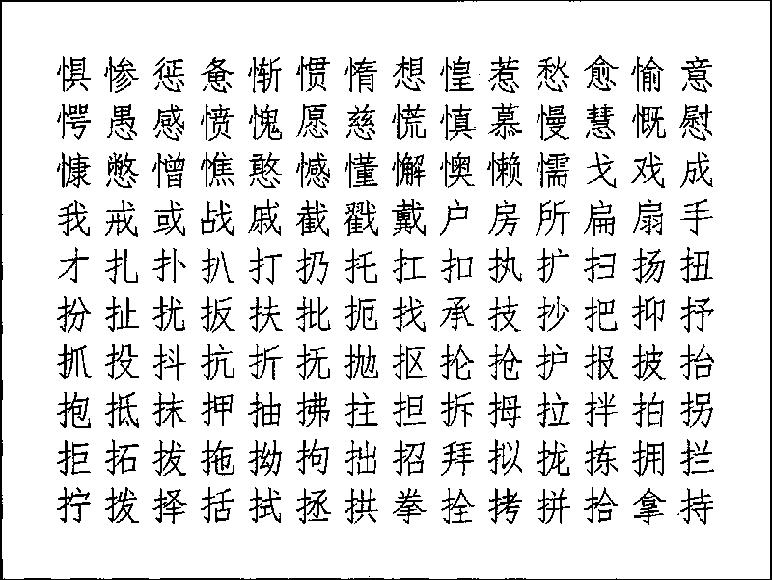 惧惨惩惫惭惯惰想惶惹愁愈愉意
愕愚感愤愧愿慈慌慎慕慢慧慨慰
慷憋憎憔憨憾懂懈懊懒懦戈戏成
我戒或战戚截戳戴户房所扁扇手
才扎扑扒打扔托扛扣执扩扫扬扭
扮扯扰扳扶批扼找承技抄把抑抒
抓投抖抗折抚抛抠抡抢护报披抬
抱抵抹押抽拂拄担拆拇拉拌拍拐
拒拓拔拖拗拘拙招拜拟拢拣拥拦
拧拨择括拭拯拱拳拴拷拼拾拿持